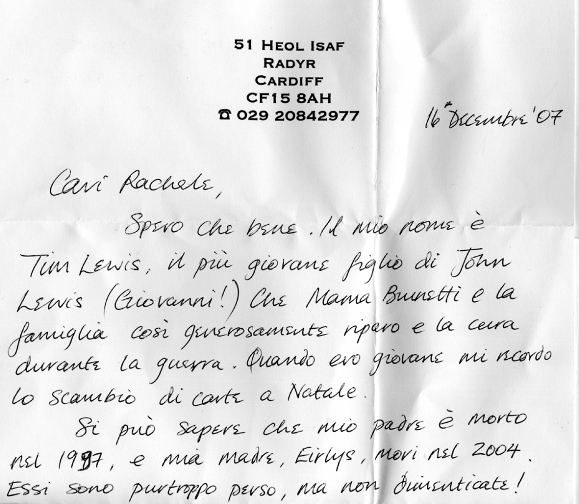 51 Heol Isaf
Radyr
Cardiff
CF15 8AH
☎ 029 20842977
16 Decembre '07
Cari Rachele,
Spero che bene. Il mio nome è
Tim Lewis, il più giovane figlio di John
Lewis (Giovanni!) Che Mama Brunetti e la
famiglia così generosamente riparo e la cura
durante la guerra. Quando ero giovane mi ricordo
lo scambio di carte a Natale.
Si può sapere che mio padre è morto
nel 1997, e mia madre, Eirlys, mori nel 2004.
Essi sono purtroppo perso, ma non dimenticate!